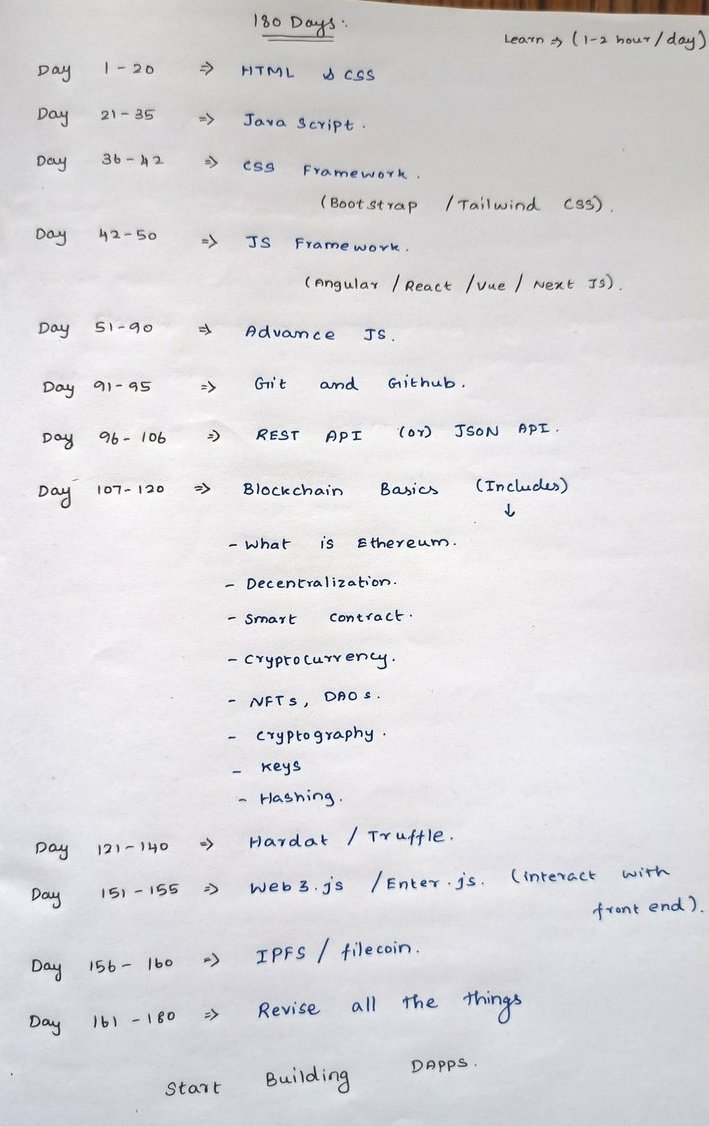 180 Days:
Learn => (1-2 hour/day)
Day 1-20 => HTML & CSS
Day 21-35 => Java Script.
Day 36-42 => CSS Framework.
(Bootstrap / Tailwind CSS).
Day 42-50 => JS Framework.
(Angular / React / Vue / Next JS).
Day 51-90 => Advance JS.
Day 91-95 => Git and Github.
Day 96-106 => REST API (or) JSON API.
Day 107-120 => Blockchain Basics (Includes)
↓
- What is Ethereum.
- Decentralization.
- Smart contract.
- Cryptocurrency.
- NFTs, DAOs.
- Cryptography.
- Keys
- Hashing.
Day 121-140 => Hardat / Truffle.
Day 151-155 => Web3.js / Enter.js. (interact with
front end).
Day 156-160 => IPFS / filecoin.
Day 161-180 => Revise all the things
Start Building DAPPS.